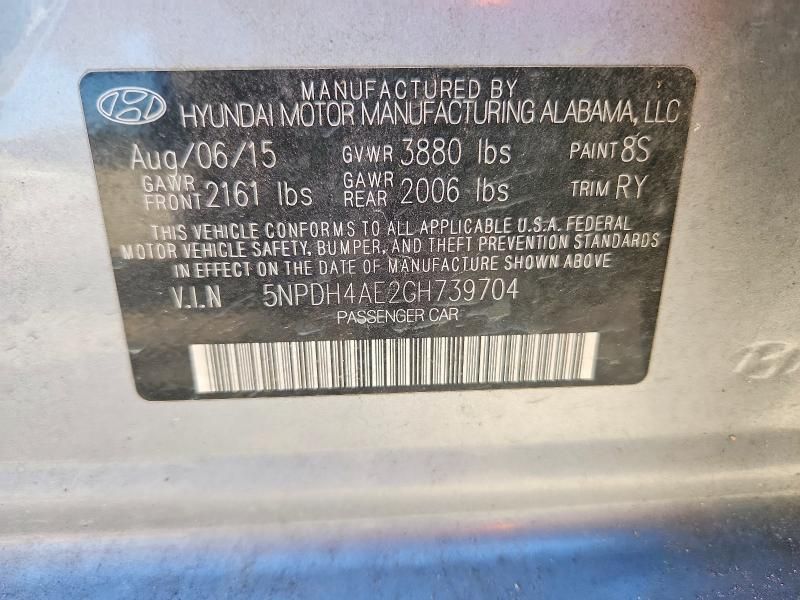 MANUFACTURED BY
HYUNDAI MOTOR MANUFACTURING ALABAMA, LLC
Aug/06/15 GVWR 3880 lbs PAINT 8S
GAWR FRONT 2161 lbs GAWR REAR 2006 lbs TRIM RY
THIS VEHICLE CONFORMS TO ALL APPLICABLE U.S.A. FEDERAL
MOTOR VEHICLE SAFETY, BUMPER, AND THEFT PREVENTION STANDARDS
IN EFFECT ON THE DATE OF MANUFACTURE SHOWN ABOVE.
V.I.N 5NPDH4AE2GH739704
PASSENGER CAR